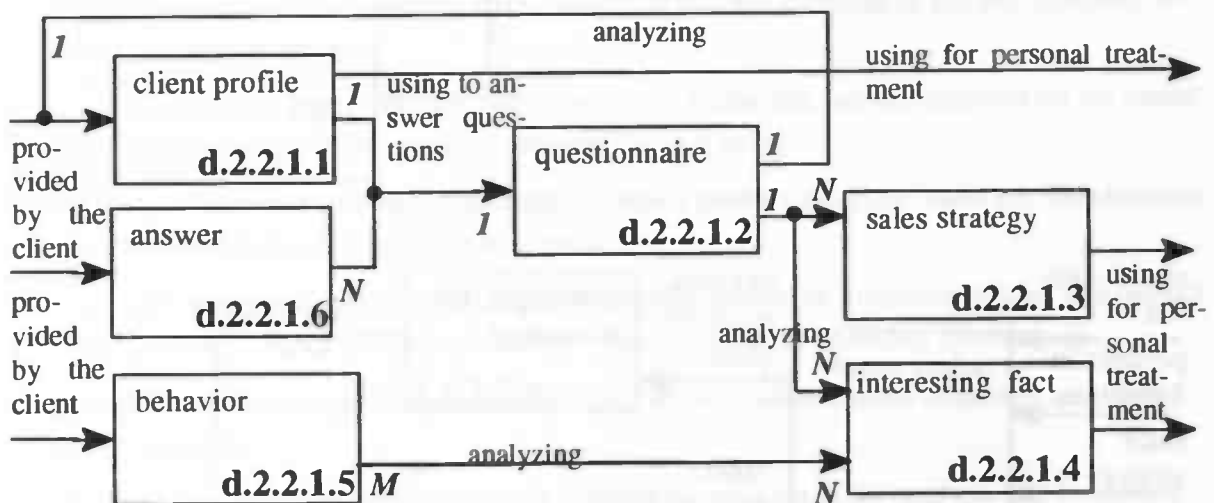 1
analyzing
client profile
d.2.2.1.1
1
using to an-
swer ques-
tions
using for personal treat-
ment
pro-
vided
by the
client
answer
d.2.2.1.6
N
1
questionnaire
d.2.2.1.2
1
1
N
sales strategy
d.2.2.1.3
using
for per-
sonal
treat-
ment
pro-
vided
by the
client
behavior
d.2.2.1.5
M
analyzing
analyzing
N
N
interesting fact
d.2.2.1.4